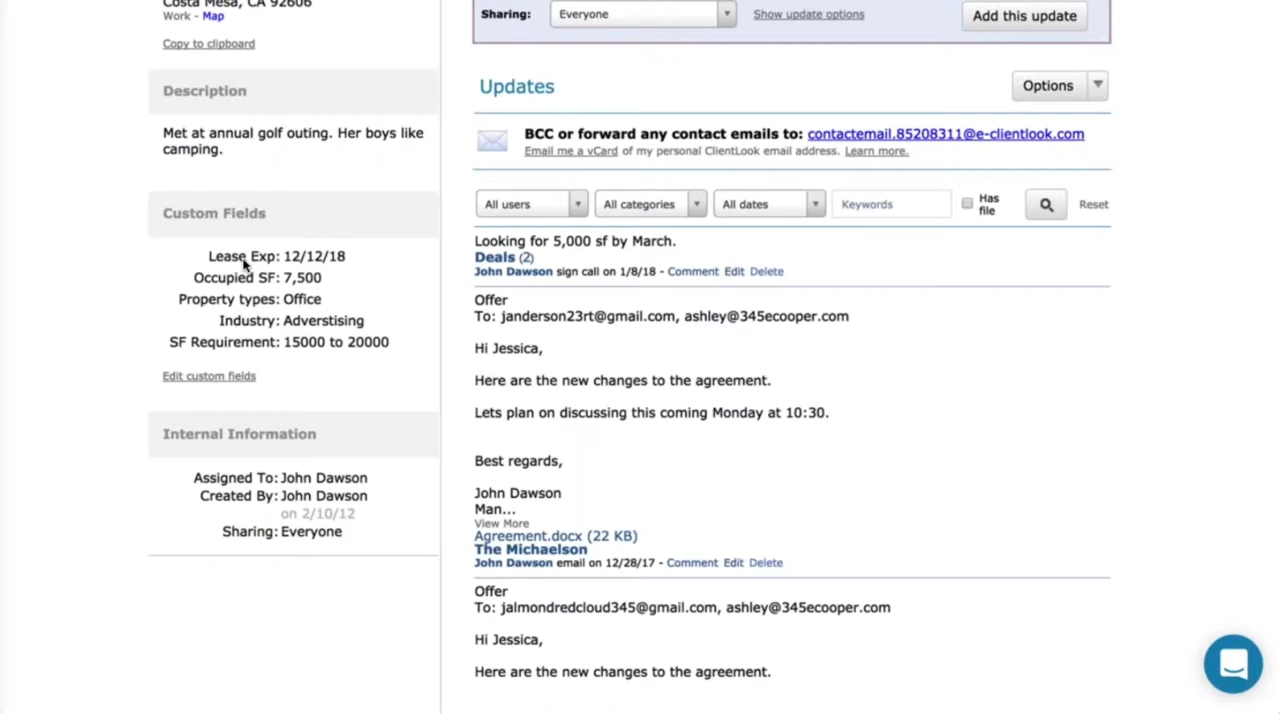 Costa Mesa, CA 92606
Work - Map
Copy to clipboard
Description
Met at annual golf outing. Her boys like
camping.
Custom Fields
Lease Exp: 12/12/18
Occupied SF: 7,500
Property types: Office
Industry: Adverstising
SF Requirement: 15000 to 20000
Edit custom fields
Internal Information
Assigned To: John Dawson
Created By: John Dawson
on 2/10/12
Sharing: Everyone
Sharing: Everyone Show update options Add this update
Updates Options
BCC or forward any contact emails to: contactemail.85208311@e-clientlook.com
Email me a vCard of my personal ClientLook email address. Learn more.
All users All categories All dates Keywords Has file Reset
Looking for 5,000 sf by March.
Deals (2)
John Dawson sign call on 1/8/18 - Comment Edit Delete
Offer
To: janderson23rt@gmail.com, ashley@345ecooper.com
Hi Jessica,
Here are the new changes to the agreement.
Lets plan on discussing this coming Monday at 10:30.
Best regards,
John Dawson
Man...
View More
Agreement.docx (22 KB)
The Michaelson
John Dawson email on 12/28/17 - Comment Edit Delete
Offer
To: jalmondredcloud345@gmail.com, ashley@345ecooper.com
Hi Jessica,
Here are the new changes to the agreement.